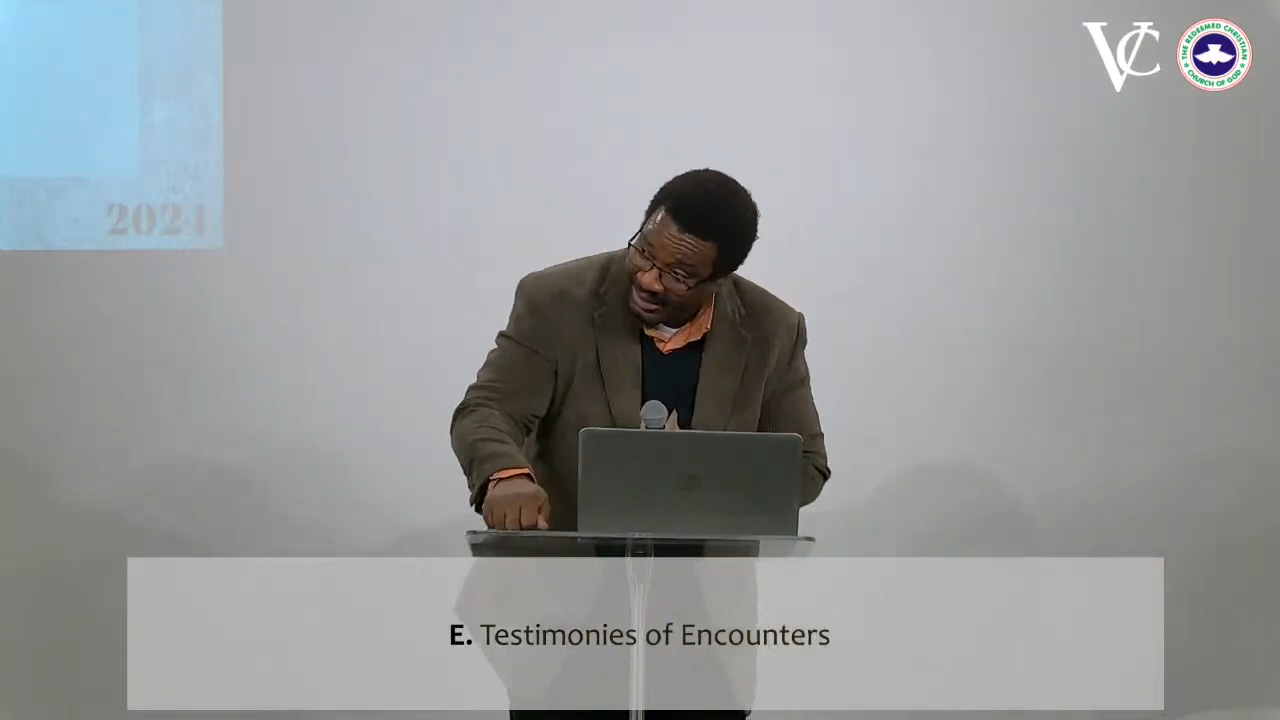 VC
THE REDEEMED CHRISTIAN
CHURCH OF GOD
2021
E. Testimonies of Encounters